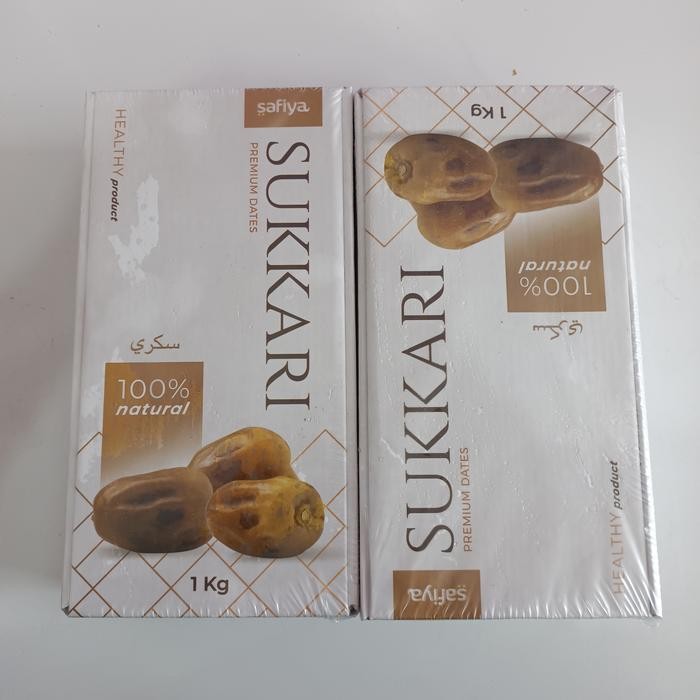 safiya
SUKKARI
PREMIUM DATES
HEALTHY product
سكري
100%
natural
1 Kg
1 Kg
100%
natural
سكري
SUKKARI
PREMIUM DATES
HEALTHY product
safiya